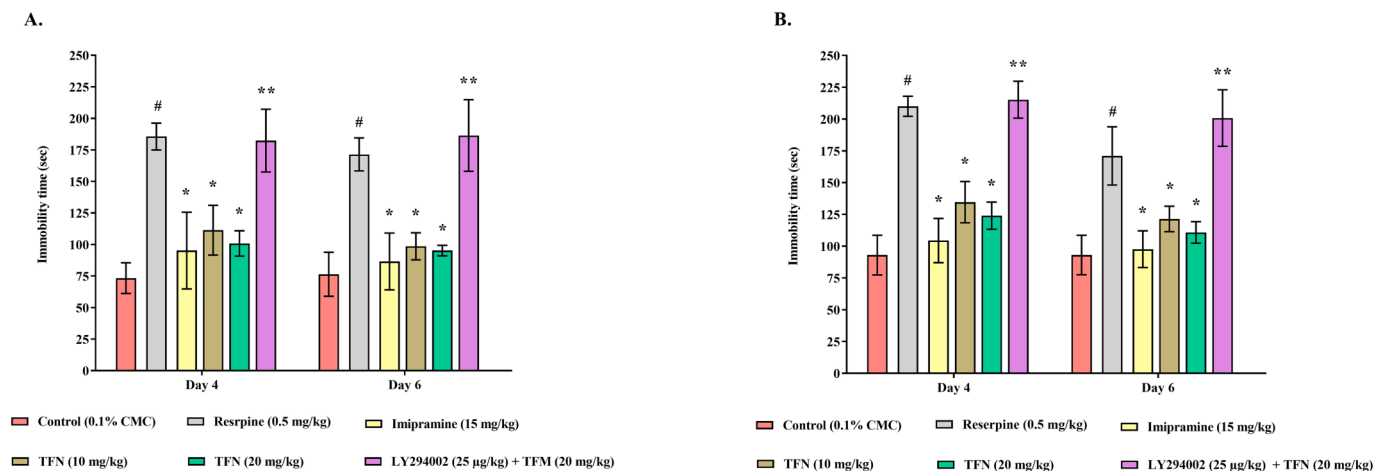 A.
250
225
200
175
150
125
100
75
50
25
0
Immobility time (sec)
#
*
*
*
**
#
*
*
*
**
Day 4
Day 6
Control (0.1% CMC)
Resrpine (0.5 mg/kg)
Imipramine (15 mg/kg)
TFN (10 mg/kg)
TFN (20 mg/kg)
LY294002 (25 µg/kg) + TFM (20 mg/kg)
B.
250
225
200
175
150
125
100
75
50
25
0
Immobility time (sec)
#
*
*
*
**
#
*
*
*
**
Day 4
Day 6
Control (0.1% CMC)
Reserpine (0.5 mg/kg)
Imipramine (15 mg/kg)
TFN (10 mg/kg)
TFN (20 mg/kg)
LY294002 (25 µg/kg) + TFN (20 mg/kg)